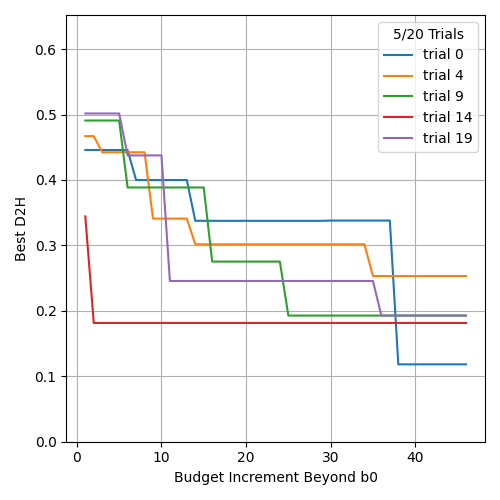 5/20 Trials
trial 0
trial 4
trial 9
trial 14
trial 19
0.6
0.5
0.4
0.3
0.2
0.1
0.0
Best D2H
0 10 20 30 40
Budget Increment Beyond b0